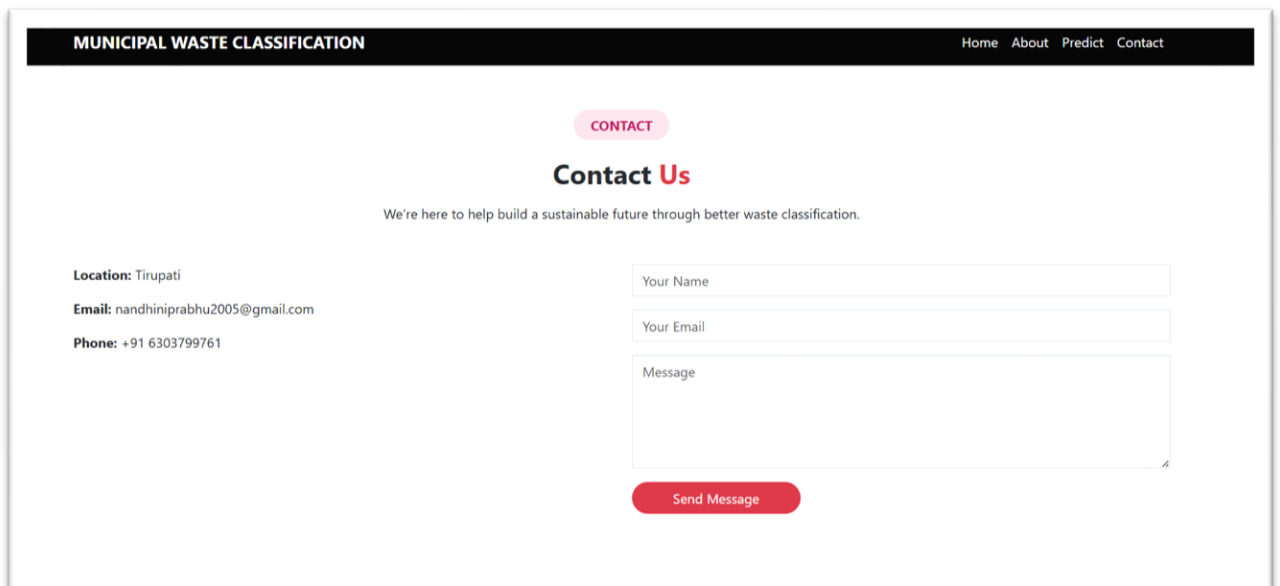 MUNICIPAL WASTE CLASSIFICATION
Home About Predict Contact
CONTACT
Contact Us
We're here to help build a sustainable future through better waste classification.
Location: Tirupati
Email: nandhiniprabhu2005@gmail.com
Phone: +91 6303799761
Your Name
Your Email
Message
Send Message